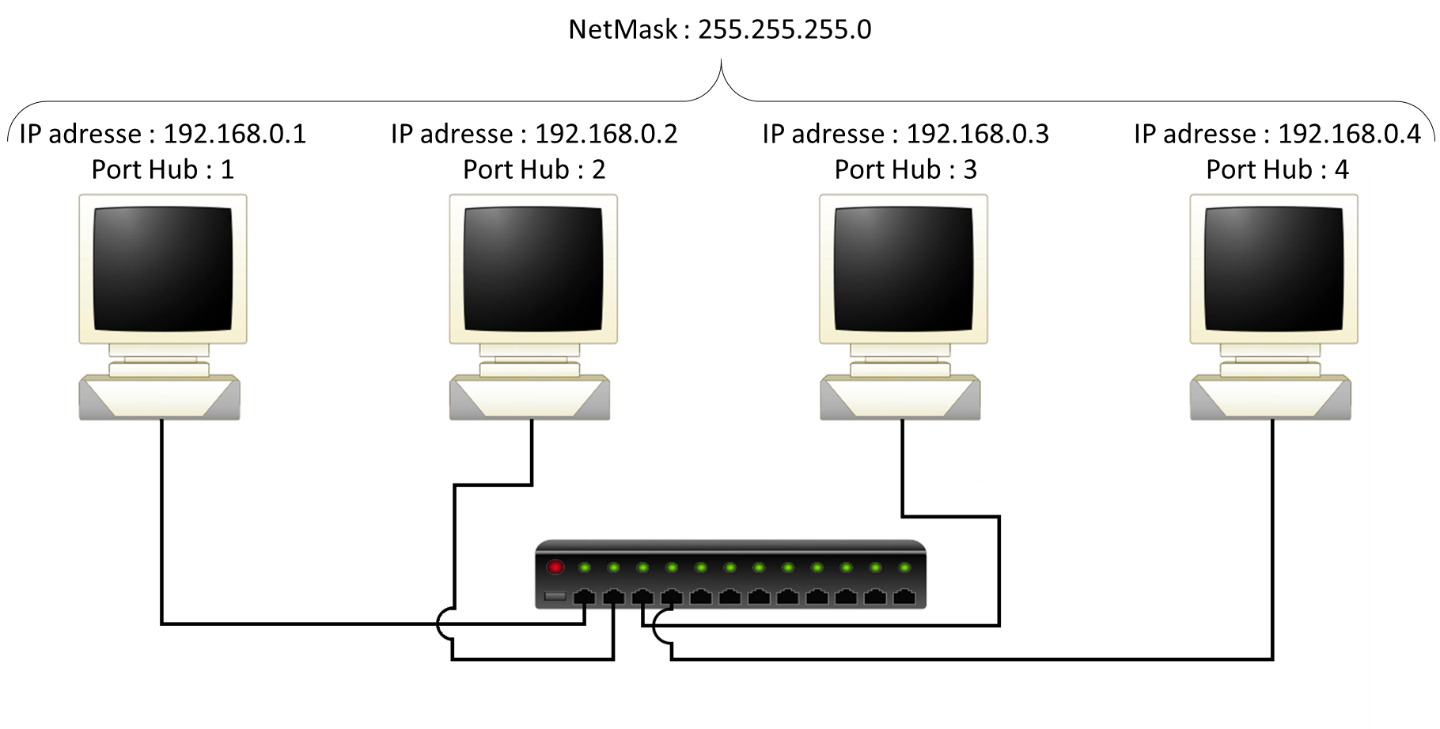 NetMask : 255.255.255.0
IP adresse : 192.168.0.1
Port Hub : 1
IP adresse : 192.168.0.2
Port Hub : 2
IP adresse : 192.168.0.3
Port Hub : 3
IP adresse : 192.168.0.4
Port Hub : 4